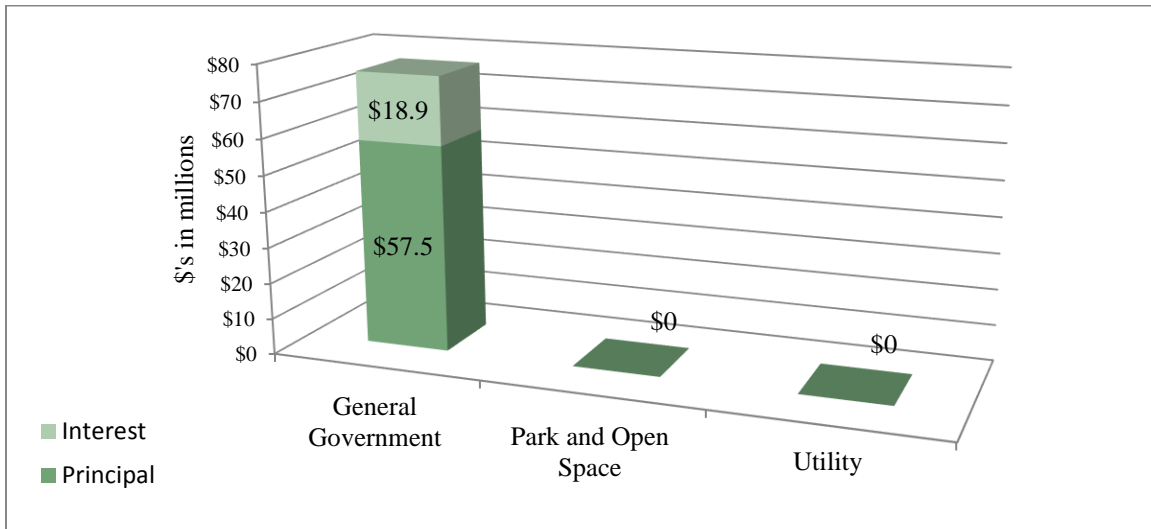 $80
$70
$60
$50
$40
$30
$20
$10
$0
$'s in millions
$18.9
$57.5
$0
$0
General
Government
Park and Open
Space
Utility
Interest
Principal